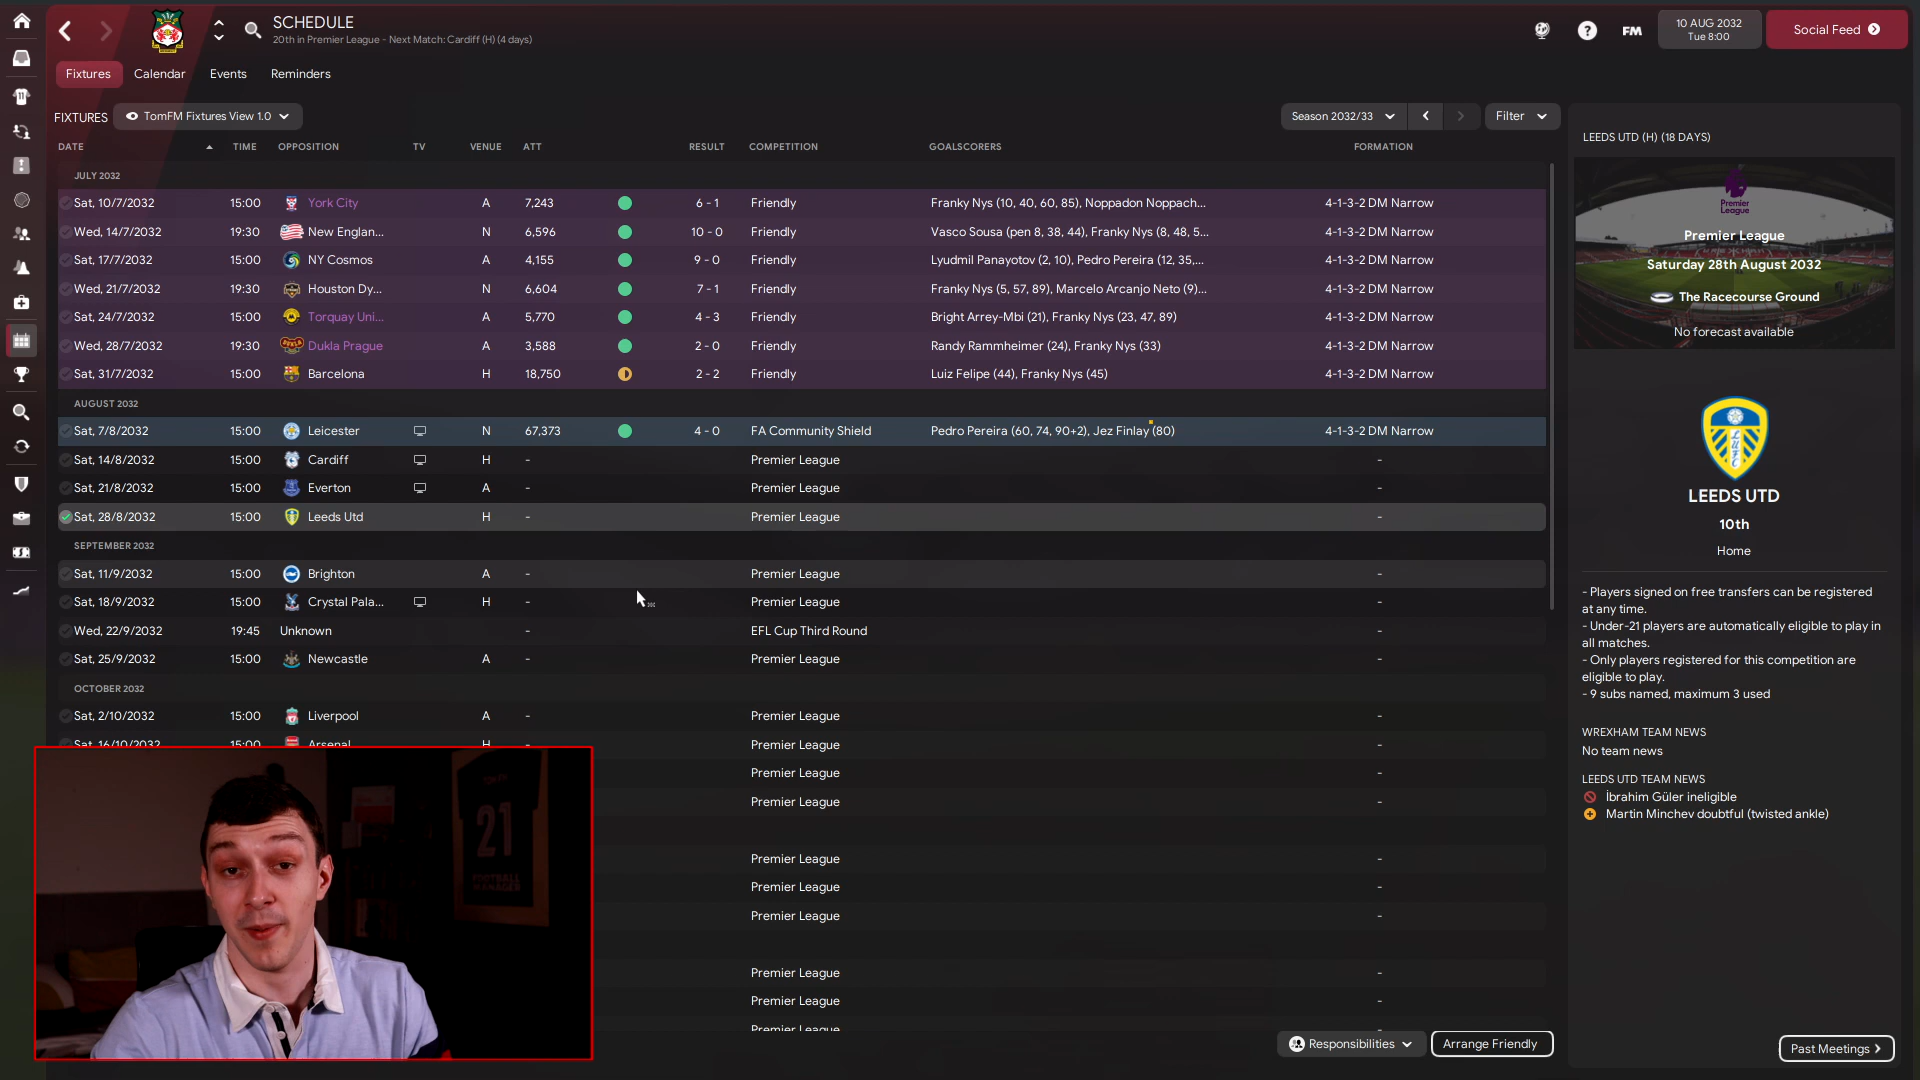 SCHEDULE
20th in Premier League - Next Match: Cardiff (H) (4 days)
FM
10 AUG 2032
Tue 8:00
Social Feed
Fixtures Calendar Events Reminders
FIXTURES TomFM Fixtures View 1.0 Season 2032/33 Filter
DATE TIME OPPOSITION TV VENUE ATT RESULT COMPETITION GOALSCORERS FORMATION
JULY 2032
Sat, 10/7/2032 15:00 York City A 7,243 6 - 1 Friendly Franky Nys (10, 40, 60, 85), Noppadon Noppach... 4-1-3-2 DM Narrow
Wed, 14/7/2032 19:30 New Englan... N 6,596 10 - 0 Friendly Vasco Sousa (pen 8, 38, 44), Franky Nys (8, 48, 5... 4-1-3-2 DM Narrow
Sat, 17/7/2032 15:00 NY Cosmos A 4,155 9 - 0 Friendly Lyudmil Panayotov (2, 10), Pedro Pereira (12, 35,... 4-1-3-2 DM Narrow
Wed, 21/7/2032 19:30 Houston Dy... N 6,604 7 - 1 Friendly Franky Nys (5, 57, 89), Marcelo Arcanjo Neto (9)... 4-1-3-2 DM Narrow
Sat, 24/7/2032 15:00 Torquay Uni... A 5,770 4 - 3 Friendly Bright Arrey-Mbi (21), Franky Nys (23, 47, 89) 4-1-3-2 DM Narrow
Wed, 28/7/2032 19:30 Dukla Prague A 3,588 2 - 0 Friendly Randy Rammheimer (24), Franky Nys (33) 4-1-3-2 DM Narrow
Sat, 31/7/2032 15:00 Barcelona H 18,750 2 - 2 Friendly Luiz Felipe (44), Franky Nys (45) 4-1-3-2 DM Narrow
AUGUST 2032
Sat, 7/8/2032 15:00 Leicester N 67,373 4 - 0 FA Community Shield Pedro Pereira (60, 74, 90+2), Jez Finlay (80) 4-1-3-2 DM Narrow
Sat, 14/8/2032 15:00 Cardiff H - Premier League -
Sat, 21/8/2032 15:00 Everton A - Premier League -
Sat, 28/8/2032 15:00 Leeds Utd H - Premier League -
SEPTEMBER 2032
Sat, 11/9/2032 15:00 Brighton A - Premier League -
Sat, 18/9/2032 15:00 Crystal Pala... H - Premier League -
Wed, 22/9/2032 19:45 Unknown - EFL Cup Third Round -
Sat, 25/9/2032 15:00 Newcastle A - Premier League -
OCTOBER 2032
Sat, 2/10/2032 15:00 Liverpool A - Premier League -
Sat, 16/10/2032 15:00 Arsenal H - Premier League -
Premier League -
Premier League -
Premier League -
Premier League -
Premier League -
Premier League -
Premier League -
Premier League -
Responsibilities Arrange Friendly
LEEDS UTD (H) (18 DAYS)
Premier
League
Premier League
Saturday 28th August 2032
The Racecourse Ground
No forecast available
LUFC
LEEDS UTD
10th
Home
- Players signed on free transfers can be registered
at any time.
- Under-21 players are automatically eligible to play in
all matches.
- Only players registered for this competition are
eligible to play.
- 9 subs named, maximum 3 used
WREXHAM TEAM NEWS
No team news
LEEDS UTD TEAM NEWS
İbrahim Güler ineligible
Martin Minchev doubtful (twisted ankle)
Past Meetings
21
FOOTBALL
MANAGER